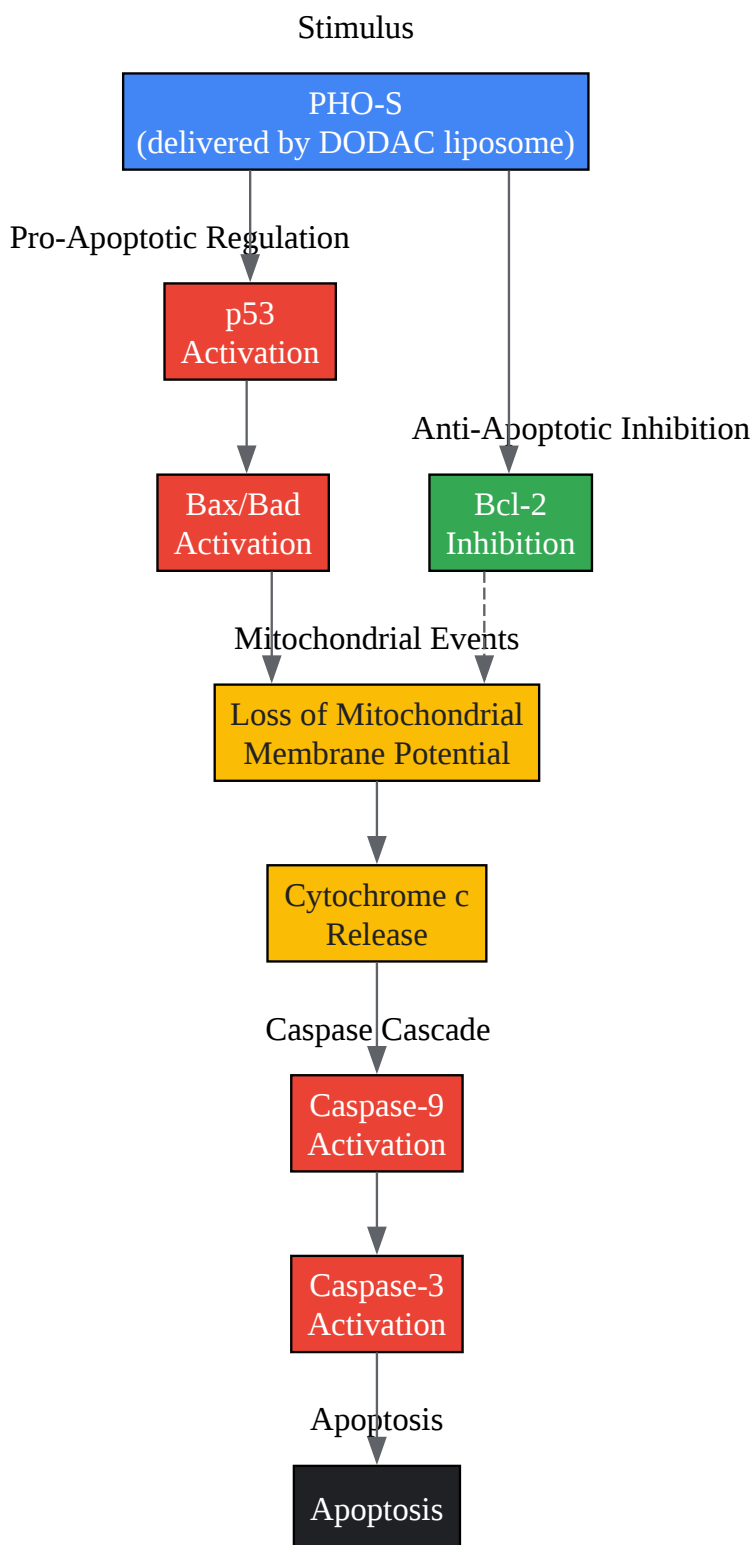 Stimulus
PHO-S
(delivered by DODAC liposome)
Pro-Apoptotic Regulation
p53
Activation
Anti-Apoptotic Inhibition
Bax/Bad
Activation
Bcl-2
Inhibition
Mitochondrial Events
Loss of Mitochondrial
Membrane Potential
Cytochrome c
Release
Caspase Cascade
Caspase-9
Activation
Caspase-3
Activation
Apoptosis
Apoptosis